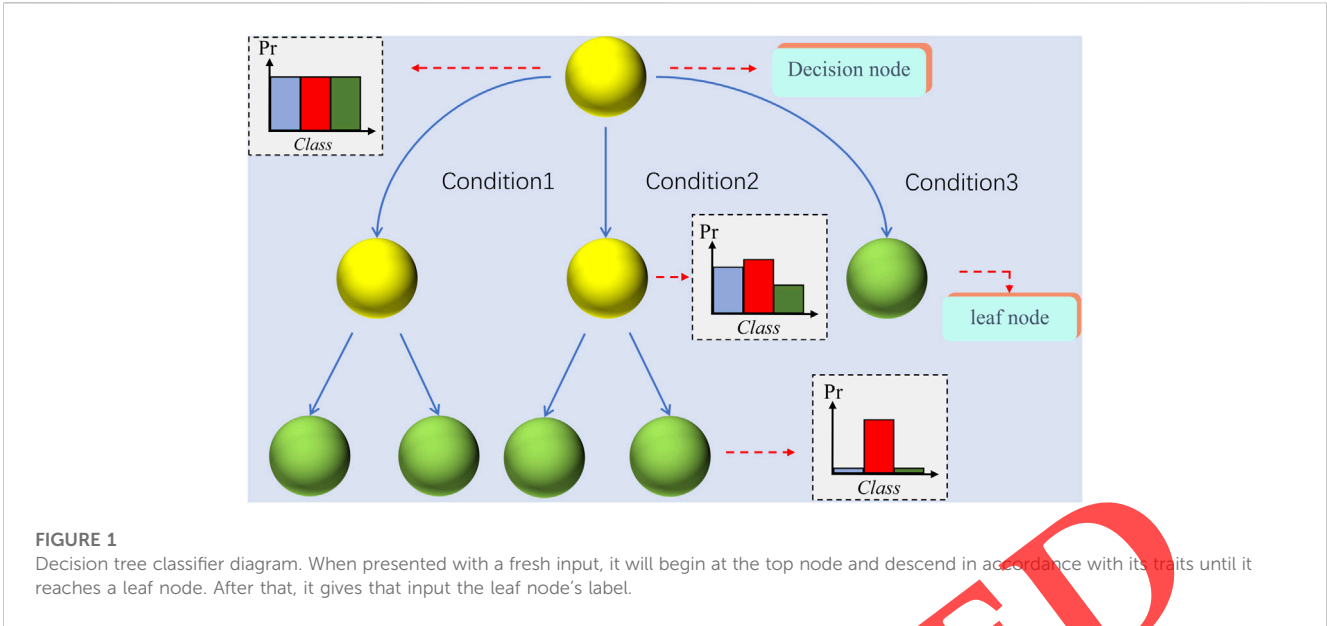 Pr
Class
Decision node
Condition1
Condition2
Condition3
Pr
Class
leaf node
Pr
Class
FIGURE 1
Decision tree classifier diagram. When presented with a fresh input, it will begin at the top node and descend in accordance with its traits until it
reaches a leaf node. After that, it gives that input the leaf node's label.
ED